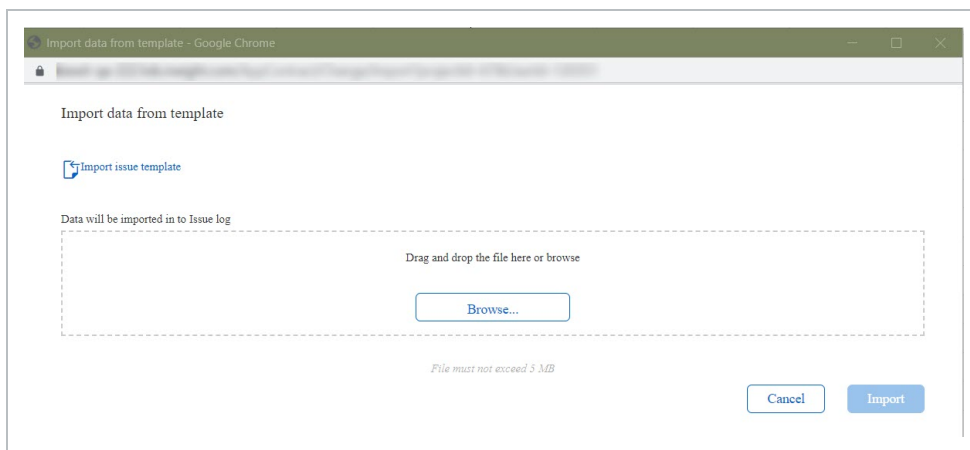 Import data from template - Google Chrome
Import data from template
Import issue template
Data will be imported in to Issue log
Drag and drop the file here or browse
Browse...
File must not exceed 5 MB
Cancel
Import